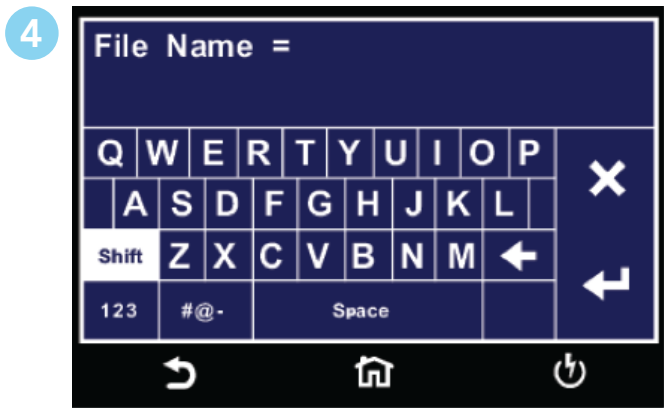 4
File Name =
Q W E R T Y U I O P
A S D F G H J K L
Shift Z X C V B N M
123 #@- Space